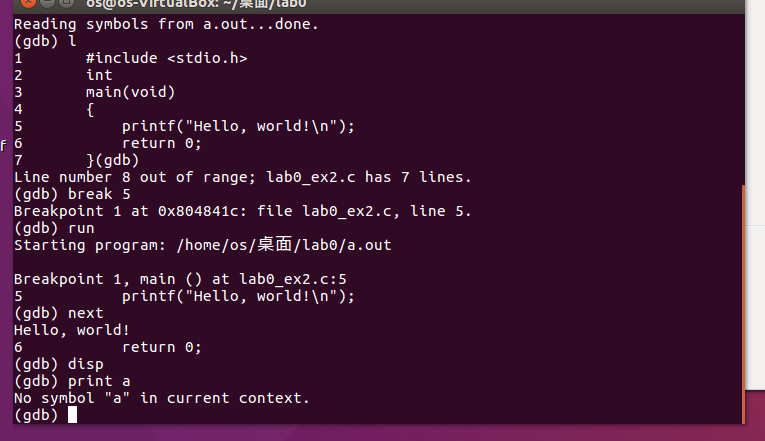 os@os-VirtualBox: ~/桌面/lab0
Reading symbols from a.out...done.
(gdb) l
1       #include <stdio.h>
2       int
3       main(void)
4       {
5           printf("Hello, world!\n");
6           return 0;
7       }(gdb)
Line number 8 out of range; lab0_ex2.c has 7 lines.
(gdb) break 5
Breakpoint 1 at 0x804841c: file lab0_ex2.c, line 5.
(gdb) run
Starting program: /home/os/桌面/lab0/a.out
Breakpoint 1, main () at lab0_ex2.c:5
5           printf("Hello, world!\n");
(gdb) next
Hello, world!
6           return 0;
(gdb) disp
(gdb) print a
No symbol "a" in current context.
(gdb)
f